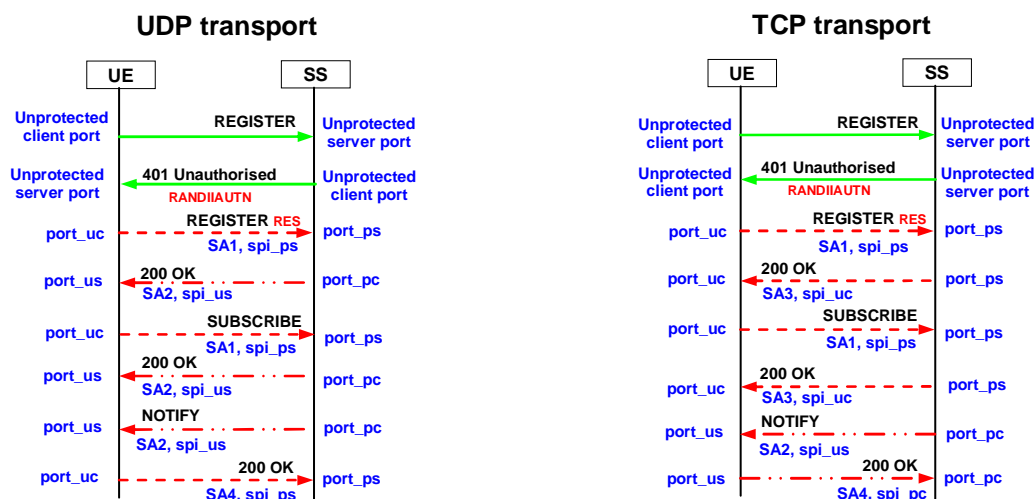 UDP transport
UE
SS
Unprotected
client port
REGISTER
Unprotected
server port
Unprotected
server port
401 Unauthorised
RANDIIAUTN
Unprotected
client port
port_uc
REGISTER RES
SA1, spi_ps
port_ps
port_us
200 OK
SA2, spi_us
port_pc
port_uc
SUBSCRIBE
SA1, spi_ps
port_ps
port_us
200 OK
SA2, spi_us
port_pc
port_us
NOTIFY
SA2, spi_us
port_pc
port_uc
200 OK
SA4, spi_ps
port_ps
TCP transport
UE
SS
Unprotected
client port
REGISTER
Unprotected
server port
Unprotected
client port
401 Unauthorised
RANDIIAUTN
Unprotected
server port
port_uc
REGISTER RES
SA1, spi_ps
port_ps
port_uc
200 OK
SA3, spi_uc
port_ps
port_uc
SUBSCRIBE
SA1, spi_ps
port_ps
port_uc
200 OK
SA3, spi_uc
port_ps
port_us
NOTIFY
SA2, spi_us
port_pc
port_us
200 OK
SA4, spi_pc
port_pc